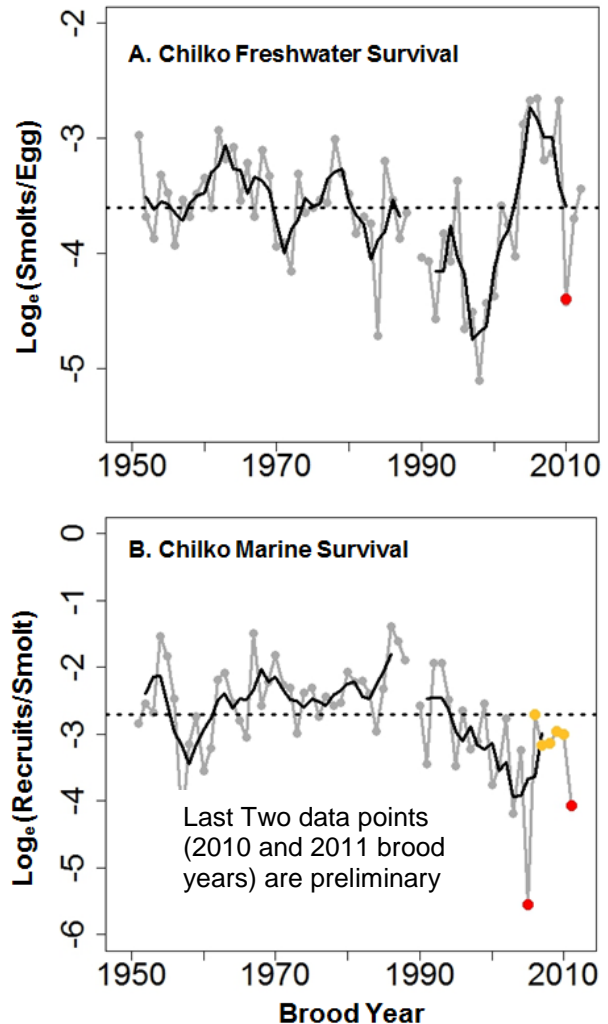 A. Chilko Freshwater Survival
Logₑ(Smolts/Egg)
-2
-3
-4
-5
1950 1970 1990 2010
B. Chilko Marine Survival
Logₑ(Recruits/Smolt)
0
-1
-2
-3
-4
-5
-6
Last Two data points
(2010 and 2011 brood
years) are preliminary
1950 1970 1990 2010
Brood Year